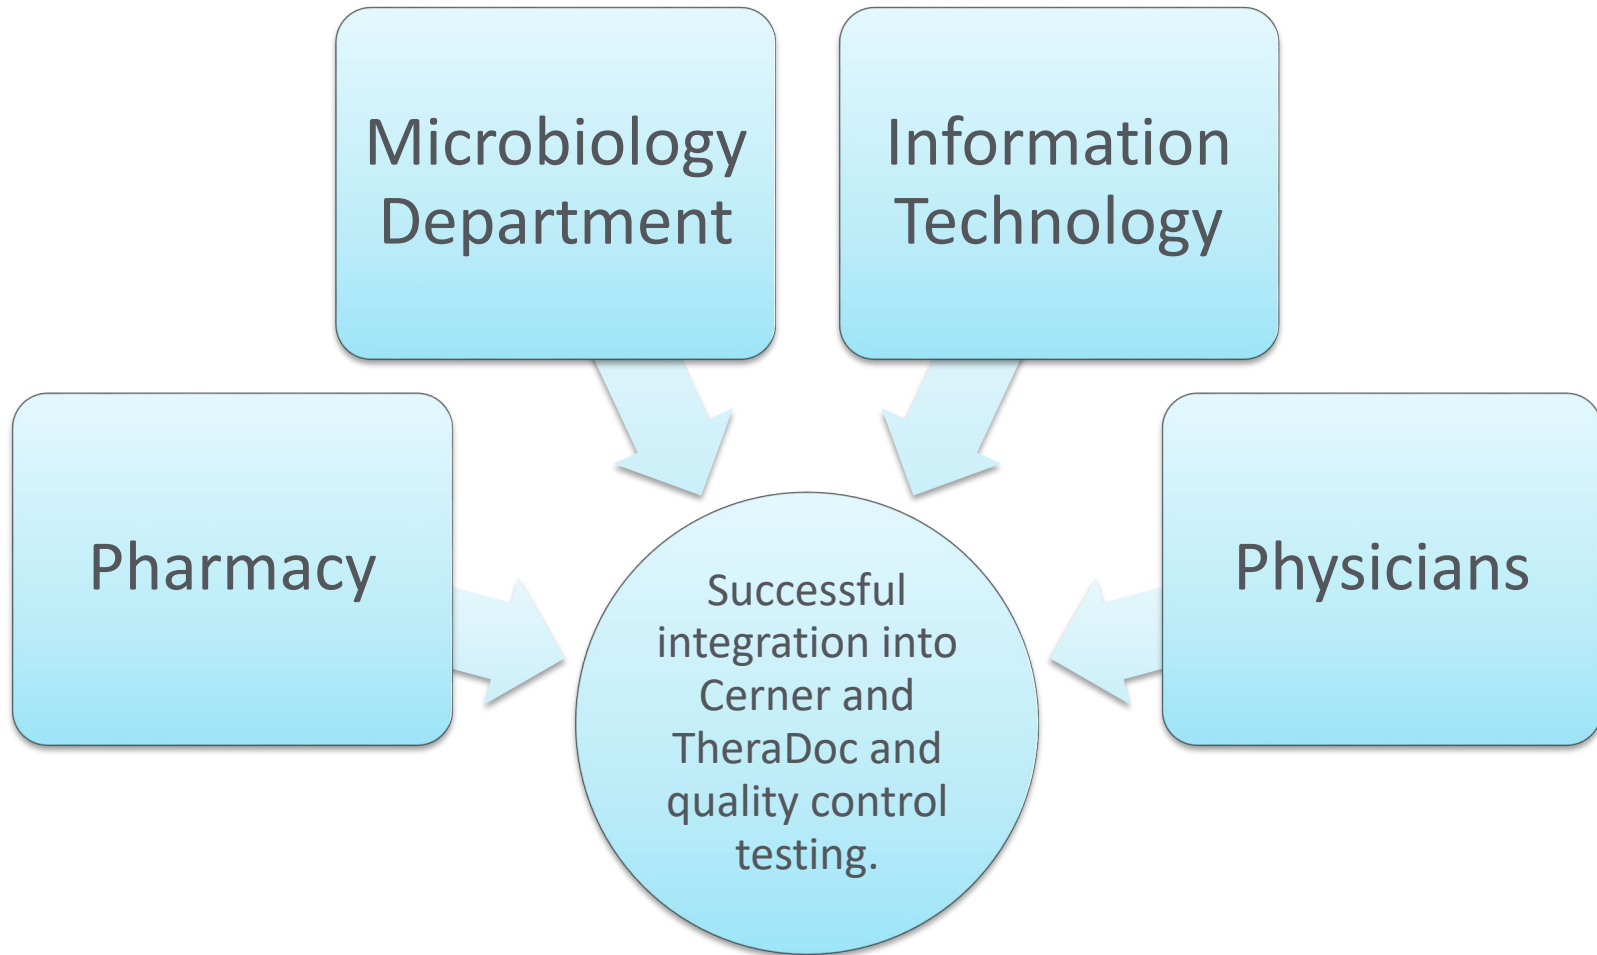 Microbiology
Department
Information
Technology
Pharmacy
Physicians
Successful
integration into
Cerner and
TheraDoc and
quality control
testing.